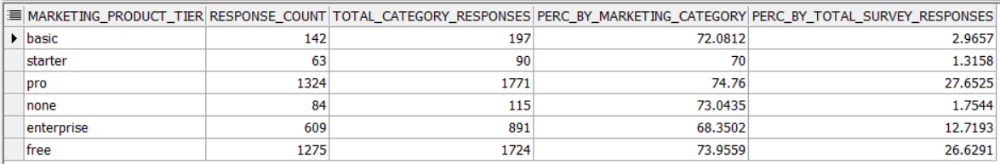 MARKETING_PRODUCT_TIER RESPONSE_COUNT TOTAL_CATEGORY_RESPONSES PERC_BY_MARKETING_CATEGORY PERC_BY_TOTAL_SURVEY_RESPONSES
basic 142 197 72.0812 2.9657
starter 63 90 70 1.3158
pro 1324 1771 74.76 27.6525
none 84 115 73.0435 1.7544
enterprise 609 891 68.3502 12.7193
free 1275 1724 73.9559 26.6291